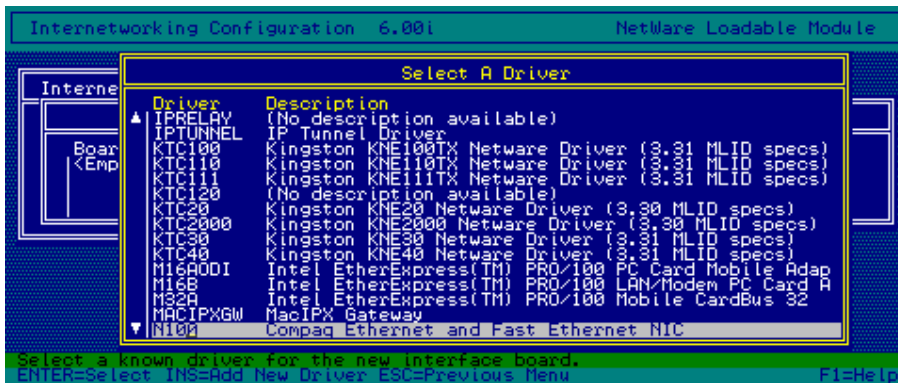 Internetworking Configuration 6.00i NetWare Loadable Module
Select A Driver
Interne
Driver Description
IPRELAY (No description available)
IPTUNNEL IP Tunnel Driver
Boar KTC100 Kingston KNE100TX Netware Driver (3.31 MLID specs)
<Emp KTC110 Kingston KNE110TX Netware Driver (3.31 MLID specs)
KTC111 Kingston KNE111TX Netware Driver (3.31 MLID specs)
KTC120 (No description available)
KTC20 Kingston KNE20 Netware Driver (3.30 MLID specs)
KTC2000 Kingston KNE2000 Netware Driver (3.30 MLID specs)
KTC30 Kingston KNE30 Netware Driver (3.31 MLID specs)
KTC40 Kingston KNE40 Netware Driver (3.31 MLID specs)
M16AODI Intel EtherExpress(TM) PRO/100 PC Card Mobile Adap
M16B Intel EtherExpress(TM) PRO/100 LAN/Modem PC Card A
M32A Intel EtherExpress(TM) PRO/100 Mobile CardBus 32
MACIPXGW MacIPX Gateway
N100 Compaq Ethernet and Fast Ethernet NIC
Select a known driver for the new interface board.
ENTER=Select INS=Add New Driver ESC=Previous Menu F1=Help